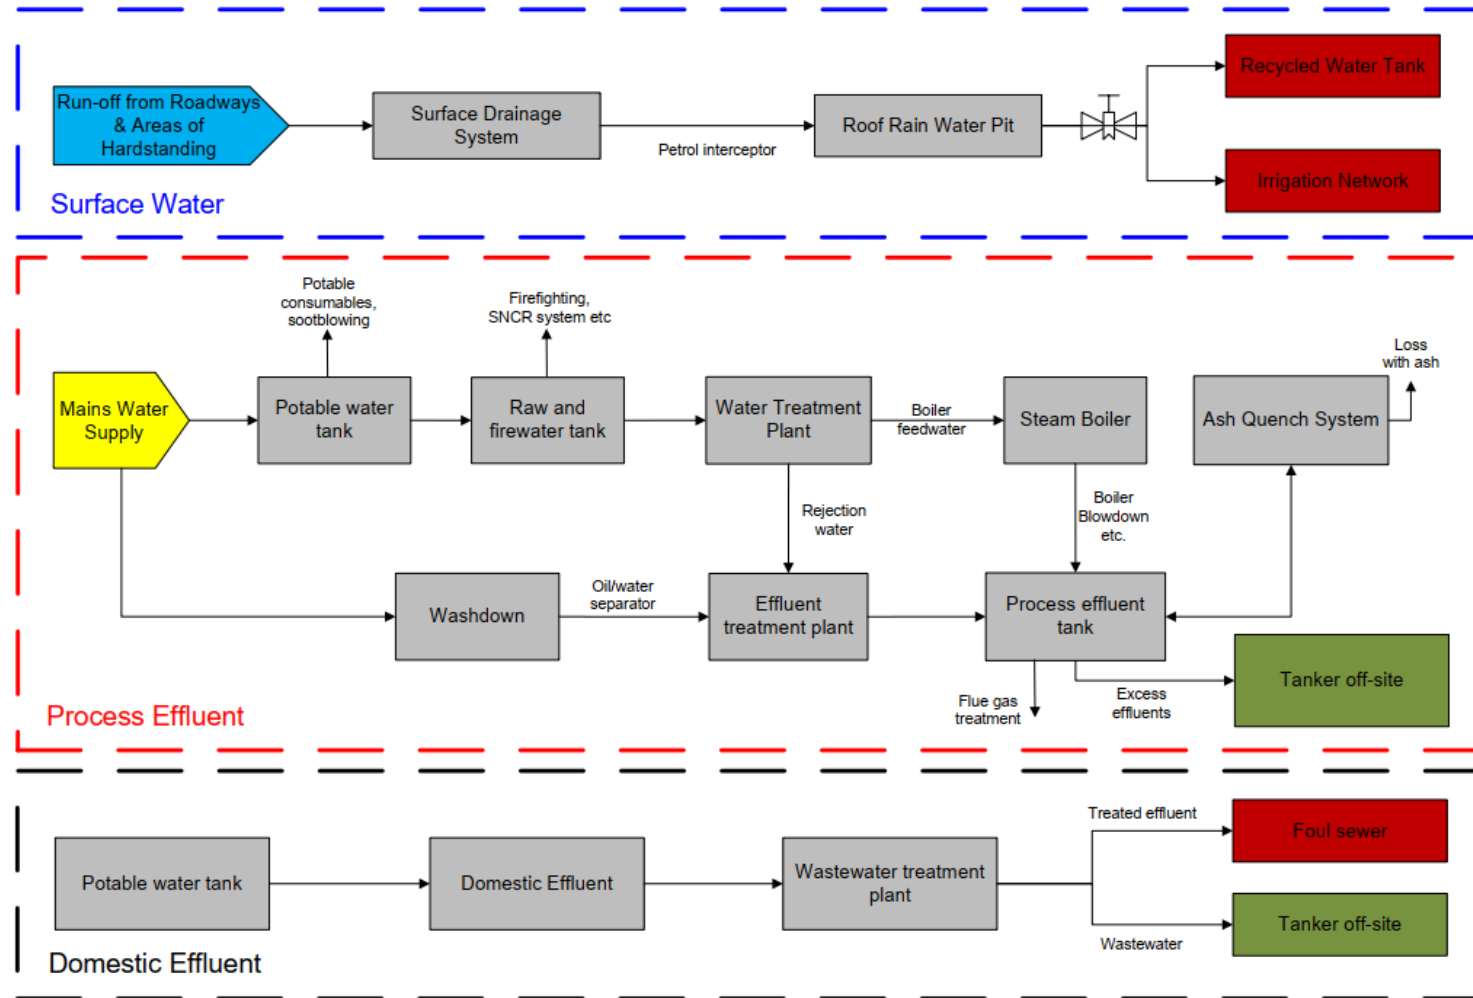 Run-off from Roadways
& Areas of
Hardstanding
Surface Drainage
System
Petrol interceptor
Roof Rain Water Pit
Recycled Water Tank
Irrigation Network
Surface Water
Potable
consumables,
sootblowing
Firefighting,
SNCR system etc
Loss
with ash
Mains Water
Supply
Potable water
tank
Raw and
firewater tank
Water Treatment
Plant
Boiler
feedwater
Steam Boiler
Ash Quench System
Rejection
water
Boiler
Blowdown
etc.
Washdown
Oil/water
separator
Effluent
treatment plant
Process effluent
tank
Flue gas
treatment
Excess
effluents
Tanker off-site
Process Effluent
Potable water tank
Domestic Effluent
Wastewater treatment
plant
Treated effluent
Foul sewer
Wastewater
Tanker off-site
Domestic Effluent